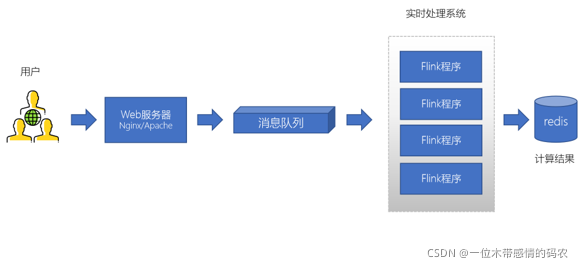 实时处理系统
用户
Web服务器
Nginx/Apache
消息队列
Flink程序
Flink程序
Flink程序
Flink程序
redis
计算结果
CSDN @一位木带感情的码农